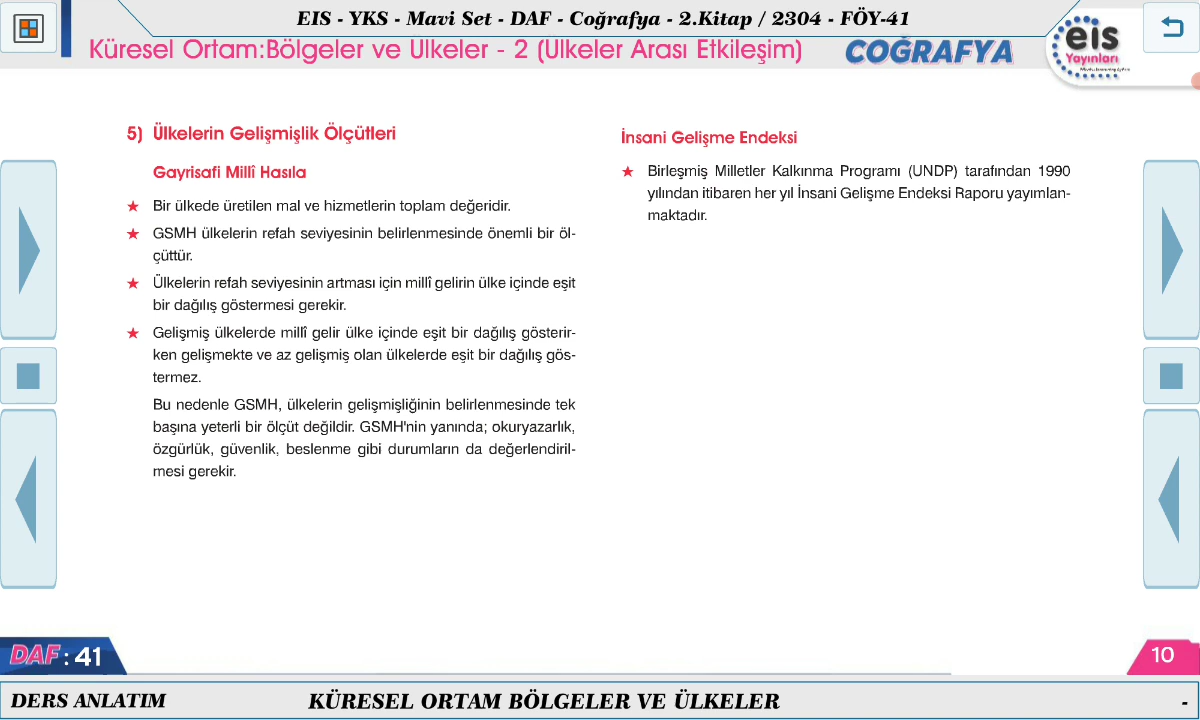 EIS - YKS - Mavi Set - DAF - Coğrafya - 2.Kitap / 2304 - FÖY-41
Küresel Ortam:Bölgeler ve Ülkeler - 2 (Ülkeler Arası Etkileşim)
COĞRAFYA
eis
Yayınları
5) Ülkelerin Gelişmişlik Ölçütleri
Gayrisafi Millî Hasıla
★ Bir ülkede üretilen mal ve hizmetlerin toplam değeridir.
★ GSMH ülkelerin refah seviyesinin belirlenmesinde önemli bir öl-
çüttür.
★ Ülkelerin refah seviyesinin artması için millî gelirin ülke içinde eşit
bir dağılış göstermesi gerekir.
★ Gelişmiş ülkelerde millî gelir ülke içinde eşit bir dağılış gösterir-
ken gelişmekte ve az gelişmiş olan ülkelerde eşit bir dağılış gös-
termez.
Bu nedenle GSMH, ülkelerin gelişmişliğinin belirlenmesinde tek
başına yeterli bir ölçüt değildir. GSMH'nin yanında; okuryazarlık,
özgürlük, güvenlik, beslenme gibi durumların da değerlendiril-
mesi gerekir.
İnsani Gelişme Endeksi
★ Birleşmiş Milletler Kalkınma Programı (UNDP) tarafından 1990
yılından itibaren her yıl İnsani Gelişme Endeksi Raporu yayımlan-
maktadır.
DAF : 41
10
DERS ANLATIM
KÜRESEL ORTAM BÖLGELER VE ÜLKELER
-